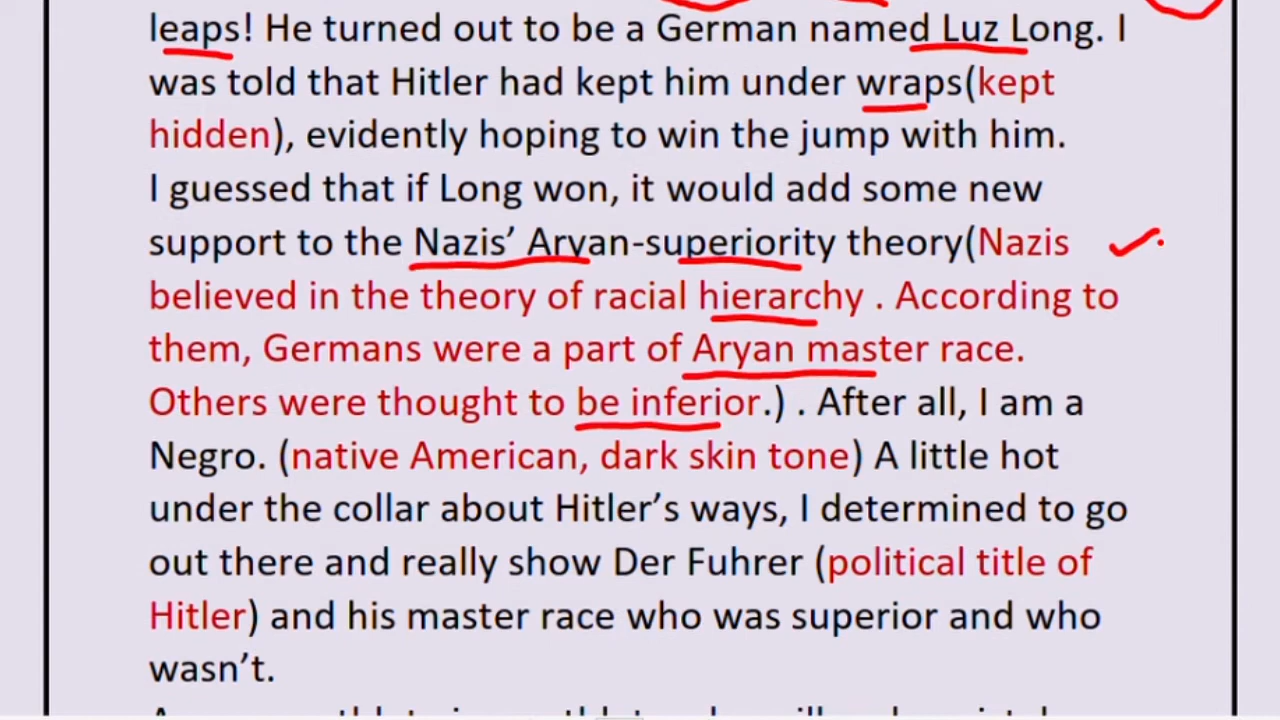 leaps! He turned out to be a German named Luz Long. I
was told that Hitler had kept him under wraps(kept
hidden), evidently hoping to win the jump with him.
I guessed that if Long won, it would add some new
support to the Nazis’ Aryan-superiority theory(Nazis
believed in the theory of racial hierarchy . According to
them, Germans were a part of Aryan master race.
Others were thought to be inferior.) . After all, I am a
Negro. (native American, dark skin tone) A little hot
under the collar about Hitler’s ways, I determined to go
out there and really show Der Fuhrer (political title of
Hitler) and his master race who was superior and who
wasn’t.